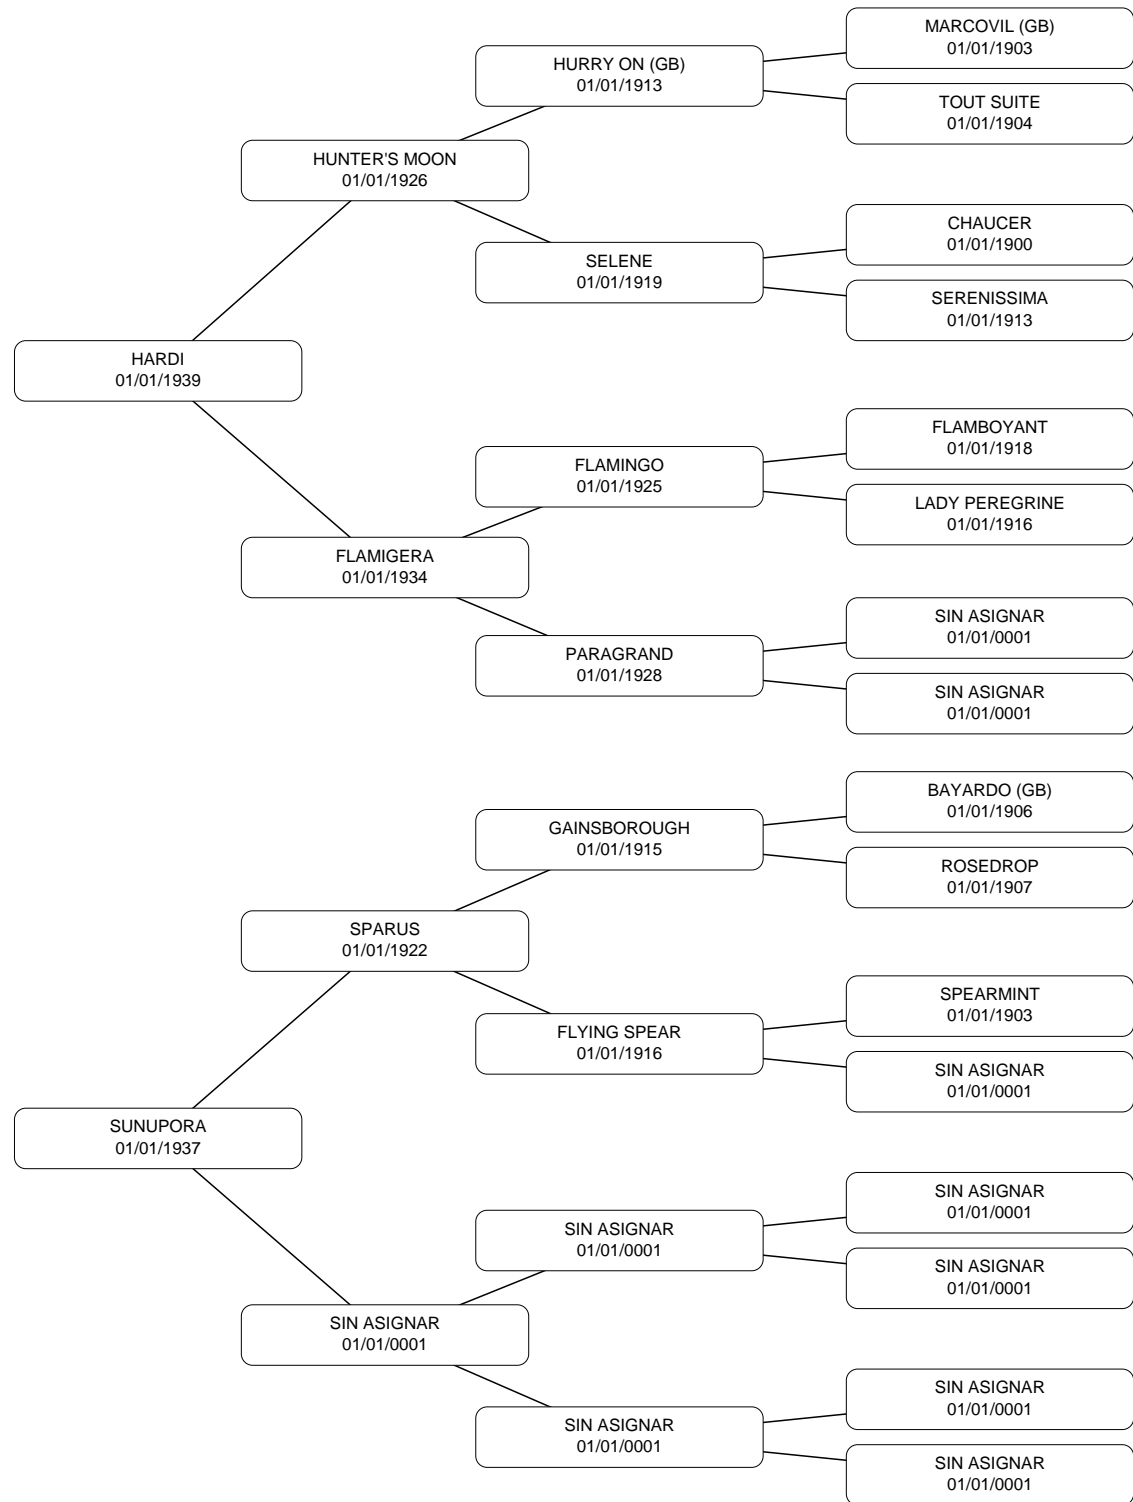 MARCOVIL (GB)
01/01/1903
HURRY ON (GB)
01/01/1913
TOUT SUITE
01/01/1904
HUNTER'S MOON
01/01/1926
CHAUCER
01/01/1900
SELENE
01/01/1919
SERENISSIMA
01/01/1913
HARDI
01/01/1939
FLAMBOYANT
01/01/1918
FLAMINGO
01/01/1925
LADY PEREGRINE
01/01/1916
FLAMIGERA
01/01/1934
SIN ASIGNAR
01/01/0001
PARAGRAND
01/01/1928
SIN ASIGNAR
01/01/0001
BAYARDO (GB)
01/01/1906
GAINSBOROUGH
01/01/1915
ROSEDROP
01/01/1907
SPARUS
01/01/1922
SPEARMINT
01/01/1903
FLYING SPEAR
01/01/1916
SIN ASIGNAR
01/01/0001
SUNUPORA
01/01/1937
SIN ASIGNAR
01/01/0001
SIN ASIGNAR
01/01/0001
SIN ASIGNAR
01/01/0001
SIN ASIGNAR
01/01/0001
SIN ASIGNAR
01/01/0001
SIN ASIGNAR
01/01/0001
SIN ASIGNAR
01/01/0001